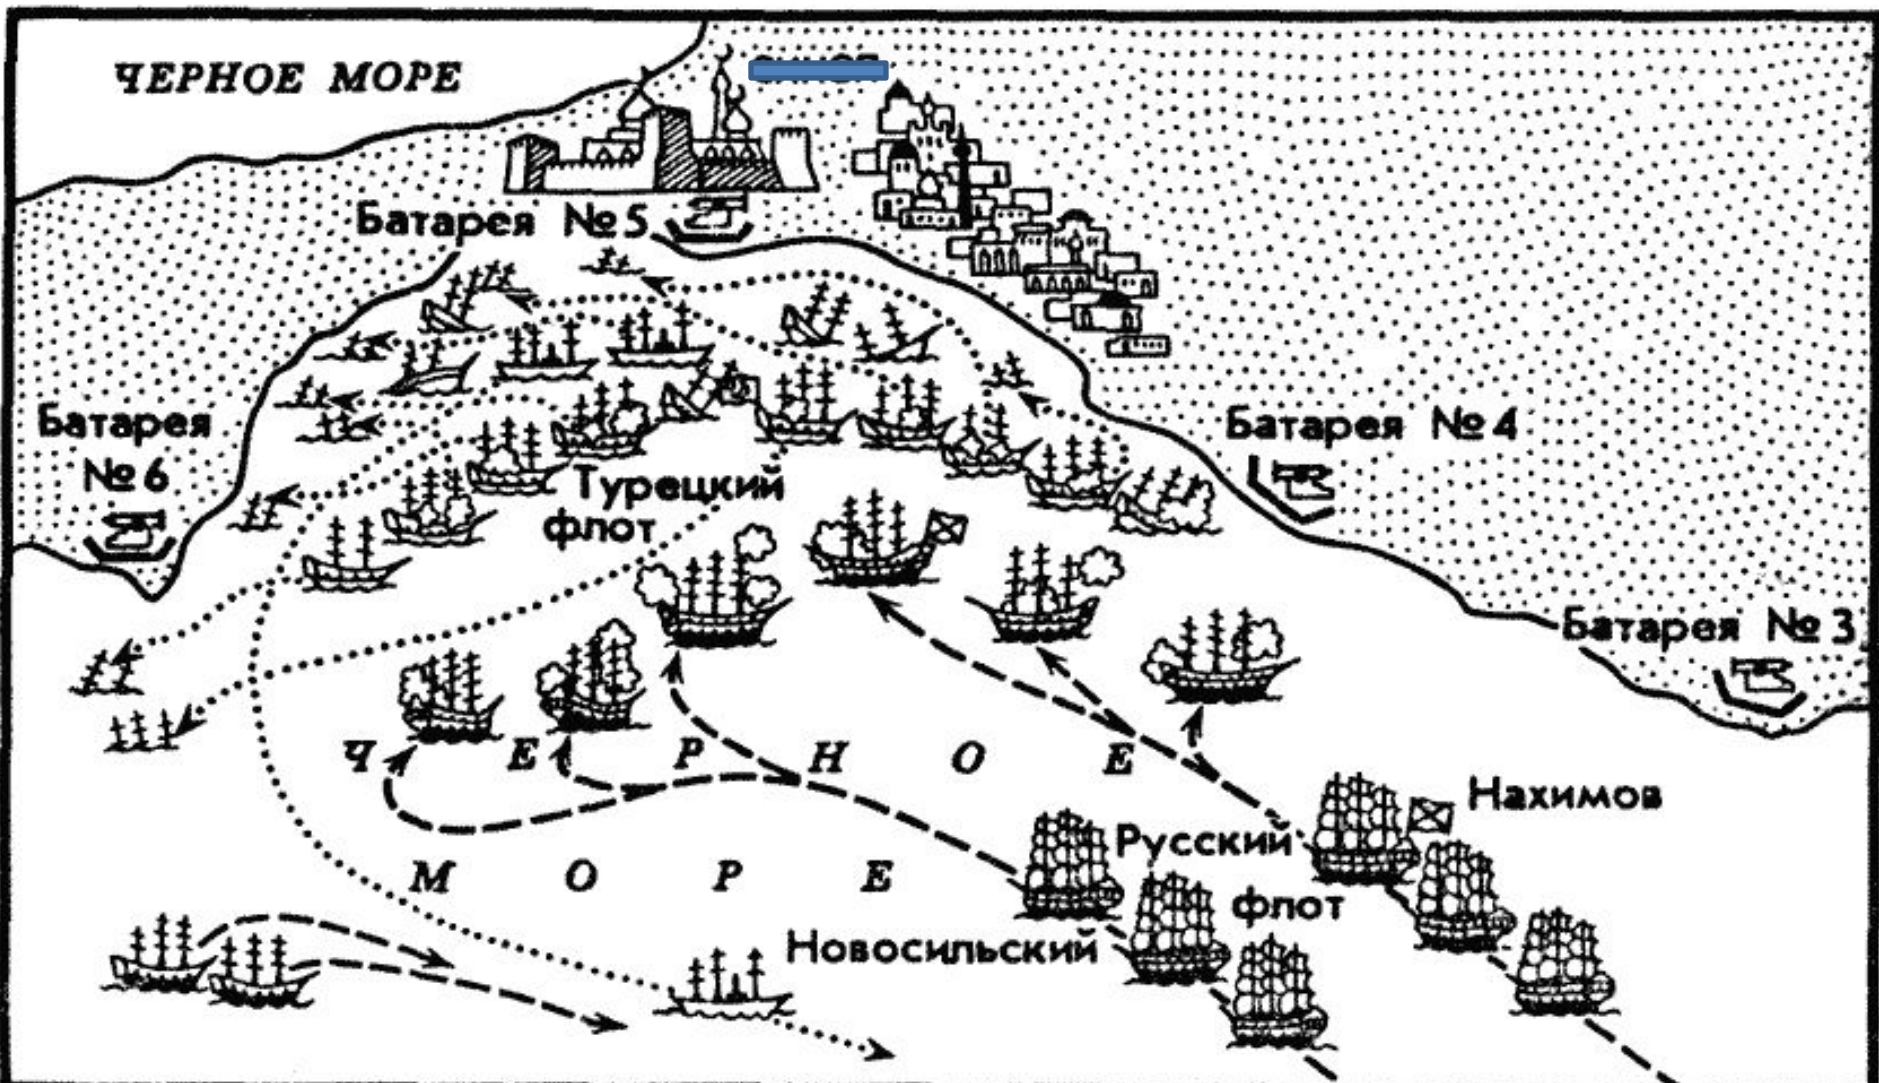 ЧЕРНОЕ МОРЕ
Батарея №5
Батарея №4
Батарея
№6
Турецкий
флот
Батарея №3
Ч Е Р Н О Е
Нахимов
Русский
флот
М О Р Е
Новосильский